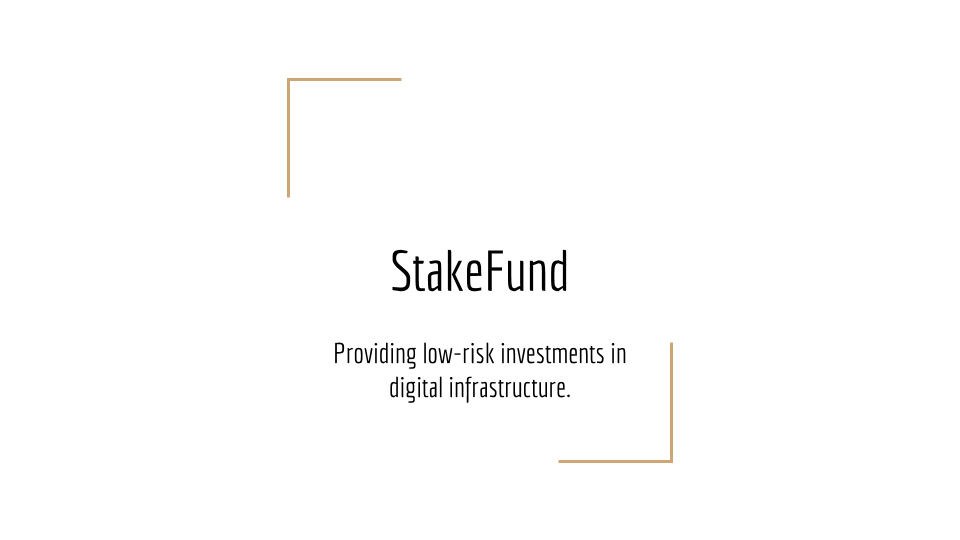 StakeFund
Providing low-risk investments in
digital infrastructure.